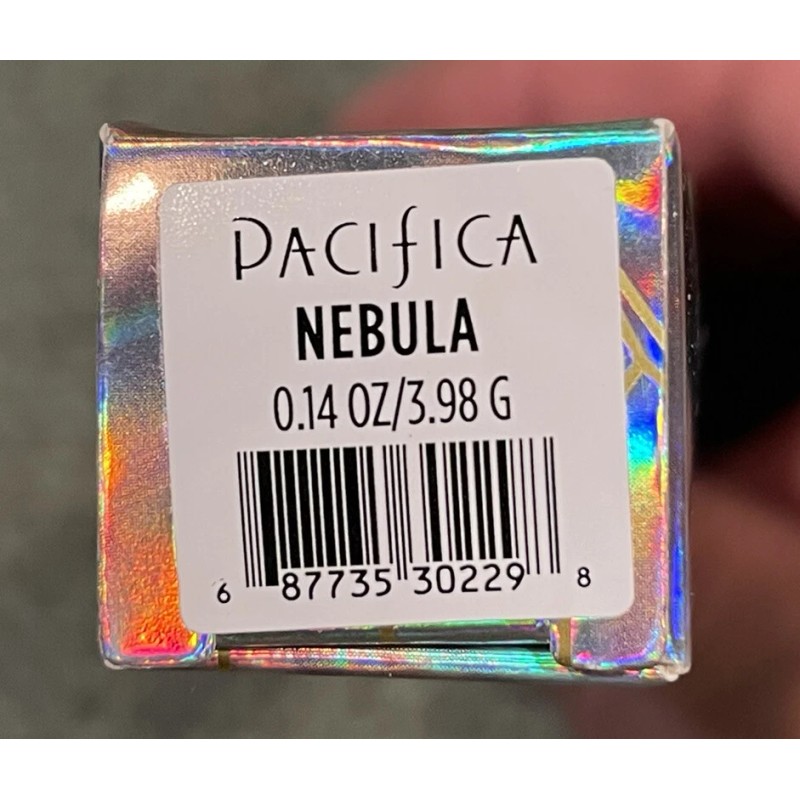 PACIFICA
NEBULA
0.14 OZ/3.98 G
6 87735 30229 8